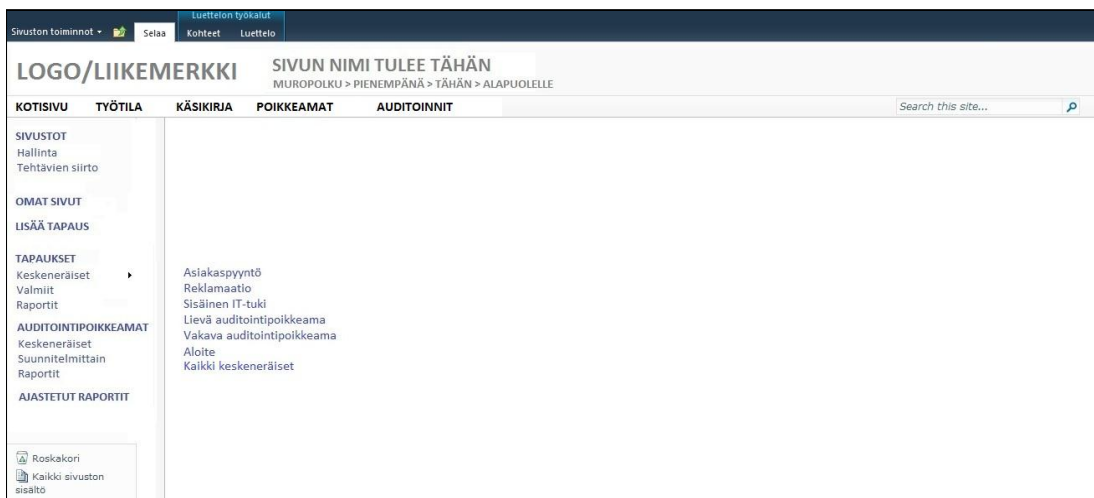 Luettelon työkalut
Sivuston toiminnot Selaa Kohteet Luettelo
LOGO/LIIKEMERKKI
SIVUN NIMI TULEE TÄHÄN
MUROPOLKU > PIENEMPÄNÄ > TÄHÄN > ALAPUOLELLE
KOTISIVU TYÖTILA KÄSIKIRJA POIKKEAMAT AUDITOINNIT Search this site...
SIVUSTOT
Hallinta
Tehtävien siirto
OMAT SIVUT
LISÄÄ TAPAUS
TAPAUKSET
Keskeneräiset
Valmiit
Raportit
AUDITOINTIPOIKKEAMAT
Keskeneräiset
Suunnitelmittain
Raportit
AJASTETUT RAPORTIT
Asiakaspyyntö
Reklamaatio
Sisäinen IT-tuki
Lievä auditointipoikkeama
Vakava auditointipoikkeama
Aloite
Kaikki keskeneräiset
Roskakori
Kaikki sivuston
sisältö